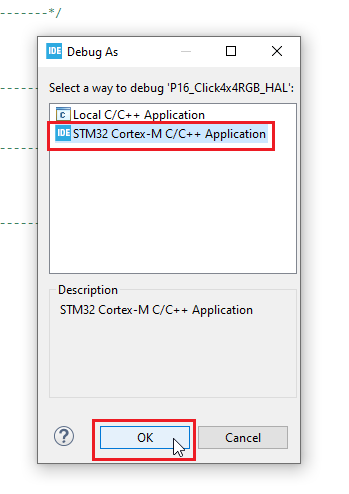 -------*/
IDE Debug As
Select a way to debug 'P16_Click4x4RGB_HAL':
C Local C/C++ Application
IDE STM32 Cortex-M C/C++ Application
Description
STM32 Cortex-M C/C++ Application
? OK Cancel